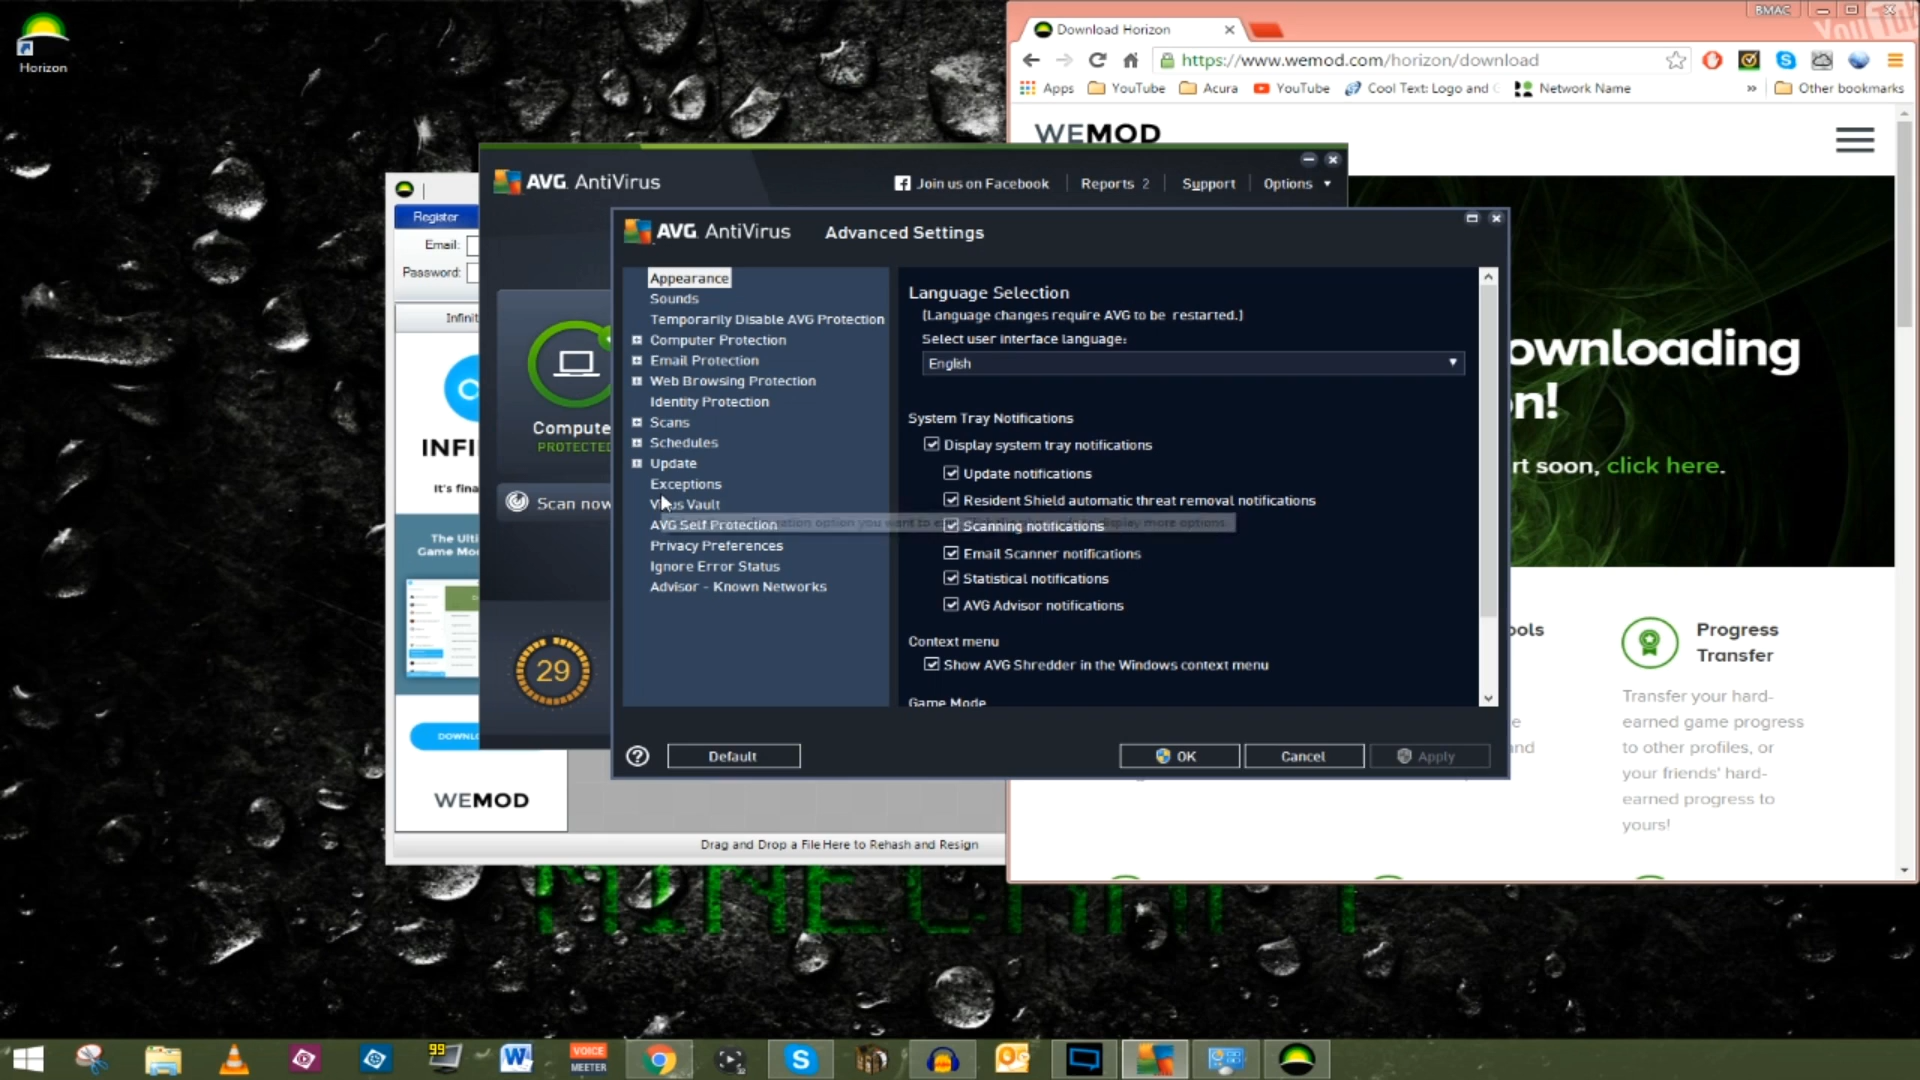 Horizon
BMAC
YouTu
Download Horizon
https://www.wemod.com/horizon/download
Apps
YouTube
Acura
YouTube
Cool Text: Logo and G
Network Name
»
Other bookmarks
WEMOD
ownloading
n!
rt soon, click here.
ools
Progress
Transfer
Transfer your hard-
earned game progress
to other profiles, or
your friends' hard-
earned progress to
yours!
e
nd
AVG AntiVirus
Join us on Facebook
Reports 2
Support
Options
Compute
PROTECTED
Scan now
29
AVG AntiVirus
Advanced Settings
Appearance
Sounds
Temporarily Disable AVG Protection
Computer Protection
Email Protection
Web Browsing Protection
Identity Protection
Scans
Schedules
Update
Exceptions
Virus Vault
AVG Self Protection
Privacy Preferences
Ignore Error Status
Advisor - Known Networks
Language Selection
(Language changes require AVG to be restarted.)
Select user interface language:
English
System Tray Notifications
Display system tray notifications
Update notifications
Resident Shield automatic threat removal notifications
Scanning notifications
Email Scanner notifications
Statistical notifications
AVG Advisor notifications
Context menu
Show AVG Shredder in the Windows context menu
Game Mode
Default
OK
Cancel
Apply
Register
Email:
Password:
Infinit
INFI
It's fina
The Ulti
Game Mo
DOWNL
WEMOD
Drag and Drop a File Here to Rehash and Resign
MINECRAFT
99
W
VOICE
MEETER
32